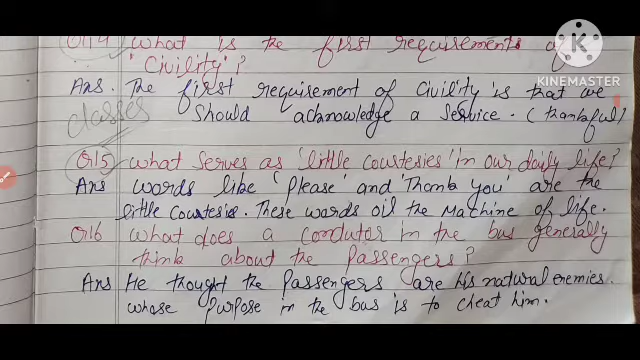 Q14 What is the first requirements of
'Civility'?
KINEMASTER
Ans. The first requirement of Civility is that we
should acknowledge a service. (thankful)
classes
Q15 what serves as 'little courtesies' in our daily life?
Ans words like 'Please' and 'Thank you' are the
little courtesie. These words oil the Machine of life.
Q16 What does a conductor in the bus generally
think about the Passengers?
Ans He thought the Passengers are his natural enemies.
whose purpose in the bus is to cheat him.